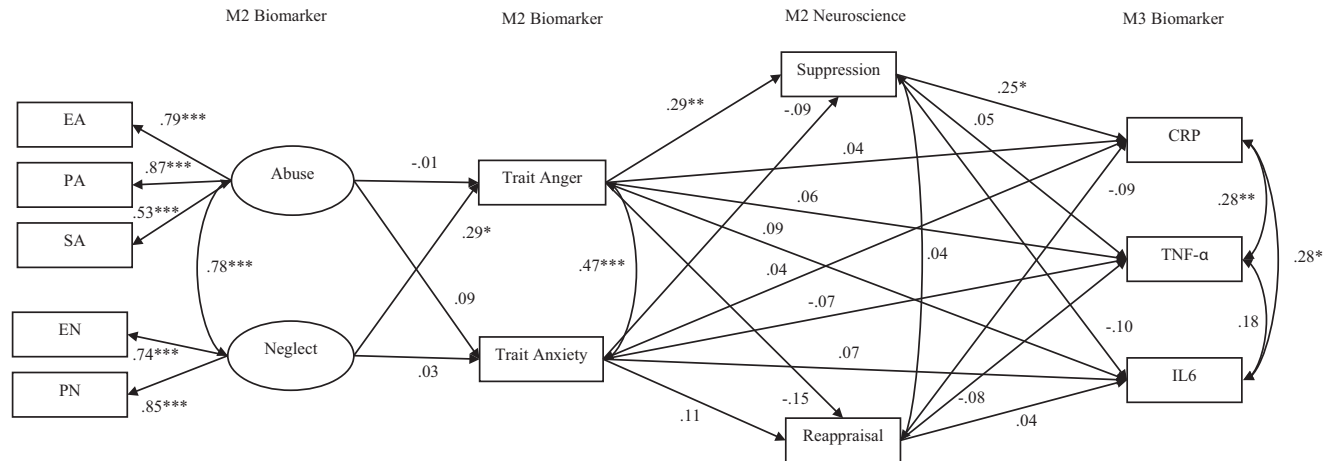 M2 Biomarker
M2 Biomarker
M2 Neuroscience
M3 Biomarker
EA
PA
SA
EN
PN
.79***
.87***
.53***
.78***
.74***
.85***
Abuse
Neglect
-.01
.29*
.09
.03
Trait Anger
Trait Anxiety
.47***
.29**
-.09
.04
.06
.09
.04
-.07
.07
-.15
.11
Suppression
Reappraisal
.04
.25*
.05
-.09
-.10
-.08
.04
CRP
TNF-α
IL6
.28**
.18
.28*